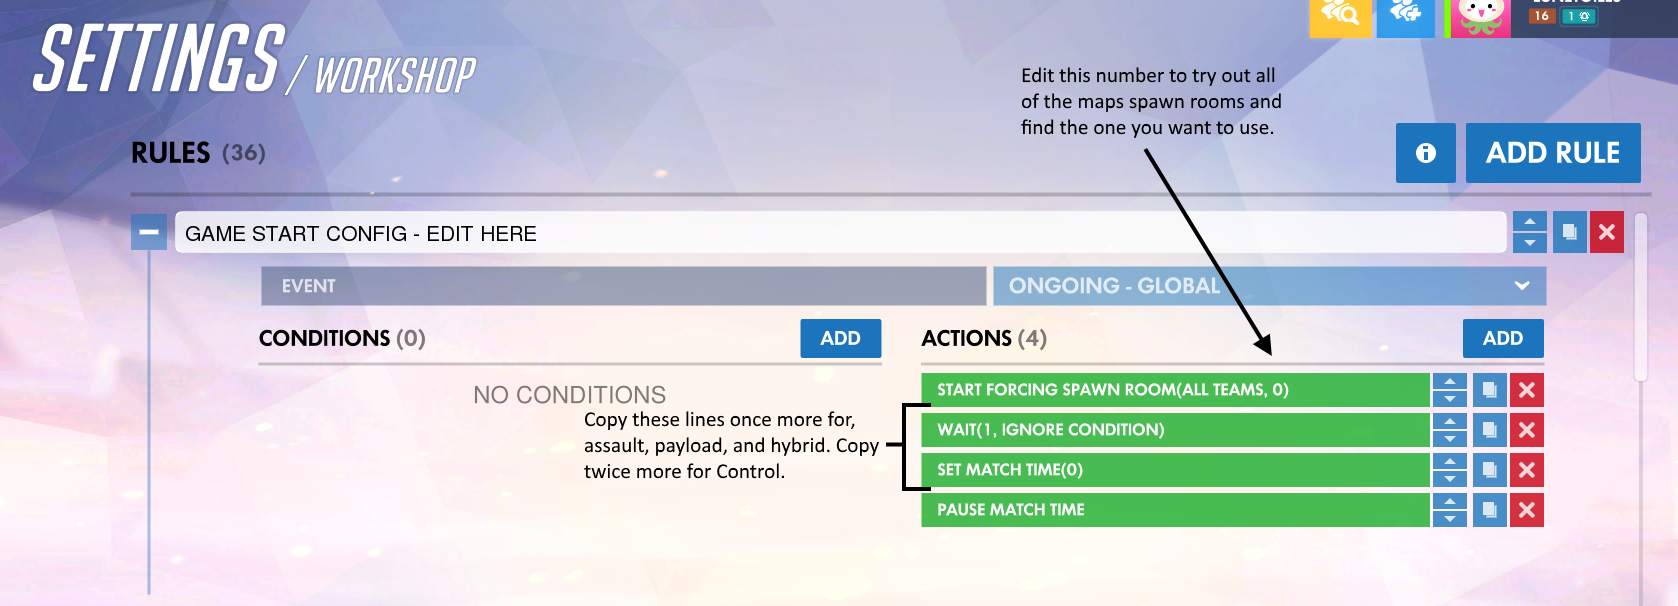 SETTINGS / WORKSHOP
16 1
Edit this number to try out all
of the maps spawn rooms and
find the one you want to use.
RULES (36)
ADD RULE
GAME START CONFIG - EDIT HERE
EVENT
ONGOING - GLOBAL
CONDITIONS (0)
ADD
ACTIONS (4)
ADD
NO CONDITIONS
Copy these lines once more for,
assault, payload, and hybrid. Copy
twice more for Control.
START FORCING SPAWN ROOM(ALL TEAMS, 0)
WAIT(1, IGNORE CONDITION)
SET MATCH TIME(0)
PAUSE MATCH TIME